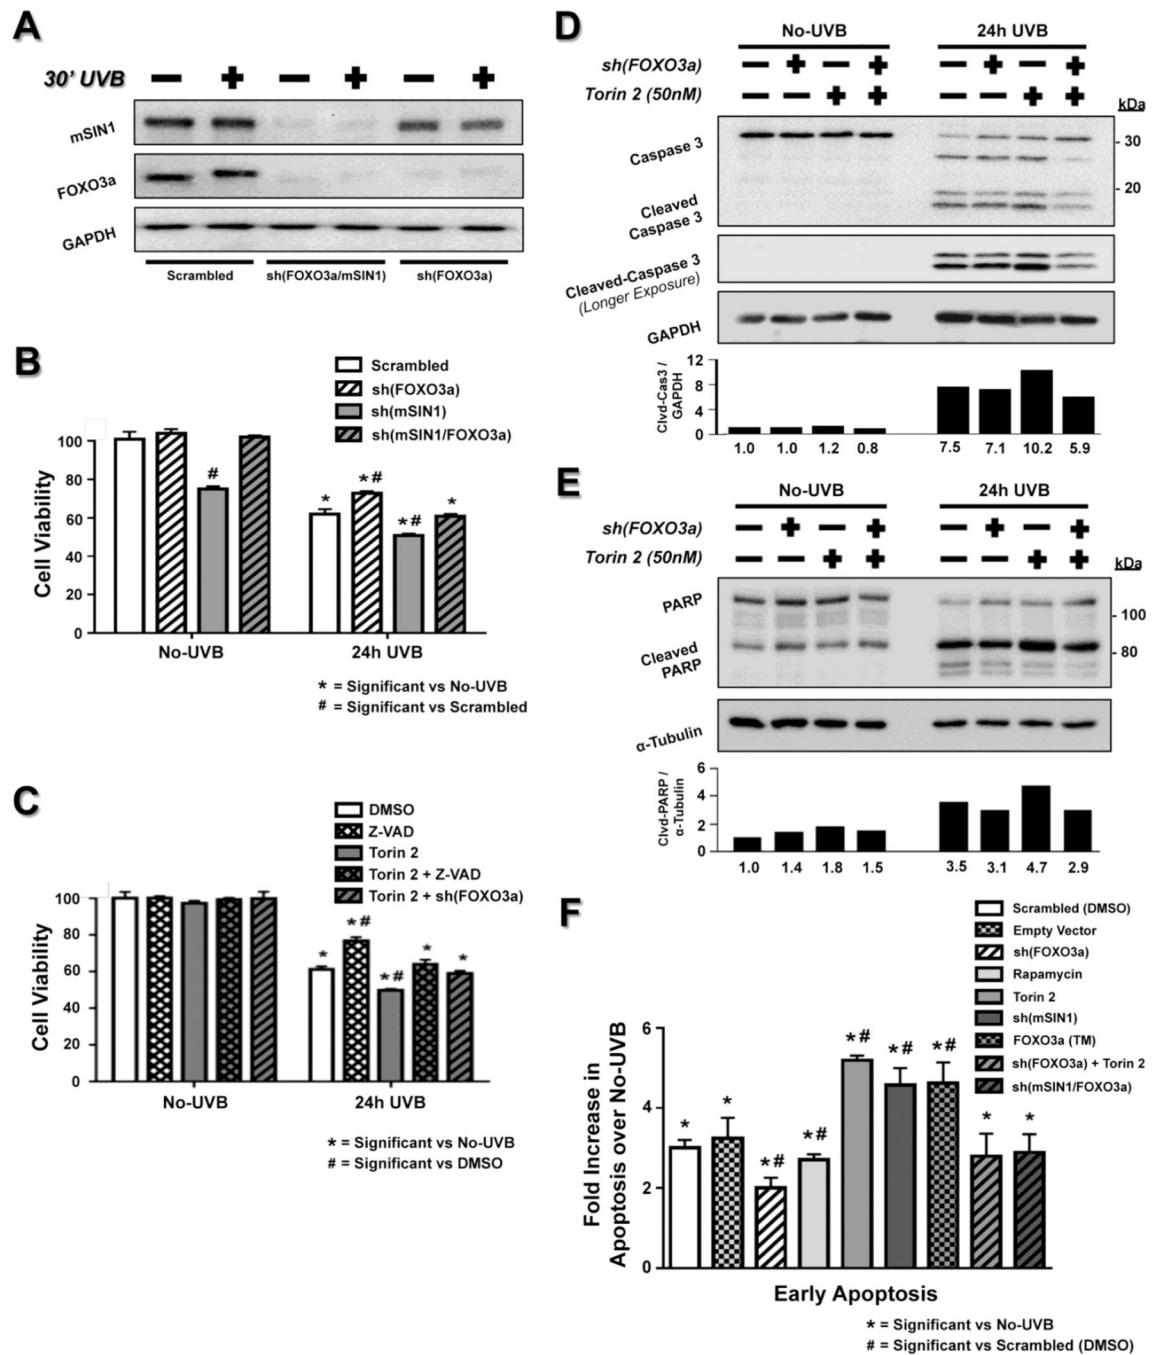 A
30' UVB
mSIN1
FOXO3a
GAPDH
Scrambled sh(FOXO3a/mSIN1) sh(FOXO3a)
B
Scrambled
sh(FOXO3a)
sh(mSIN1)
sh(mSIN1/FOXO3a)
Cell Viability
100
80
60
40
20
0
#
*
*#
*#
*
No-UVB 24h UVB
* = Significant vs No-UVB
# = Significant vs Scrambled
C
DMSO
Z-VAD
Torin 2
Torin 2 + Z-VAD
Torin 2 + sh(FOXO3a)
Cell Viability
100
80
60
40
20
0
*
*#
*#
*
*
No-UVB 24h UVB
* = Significant vs No-UVB
# = Significant vs DMSO
D
No-UVB 24h UVB
sh(FOXO3a) − + − + − + − +
Torin 2 (50nM) − − + + − − + +
kDa
Caspase 3
30
20
Cleaved
Caspase 3
Cleaved-Caspase 3
(Longer Exposure)
GAPDH
Clvd-Cas3 /
GAPDH
12
8
4
0
1.0 1.0 1.2 0.8 7.5 7.1 10.2 5.9
E
No-UVB 24h UVB
sh(FOXO3a) − + − + − + − +
Torin 2 (50nM) − − + + − − + +
kDa
PARP
100
Cleaved
PARP
80
α-Tubulin
Clvd-PARP /
α-Tubulin
6
4
2
0
1.0 1.4 1.8 1.5 3.5 3.1 4.7 2.9
F
Scrambled (DMSO)
Empty Vector
sh(FOXO3a)
Rapamycin
Torin 2
sh(mSIN1)
FOXO3a (TM)
sh(FOXO3a) + Torin 2
sh(mSIN1/FOXO3a)
Fold Increase in
Apoptosis over No-UVB
6
4
2
0
* * *# *# *# *# *# * *
Early Apoptosis
* = Significant vs No-UVB
# = Significant vs Scrambled (DMSO)